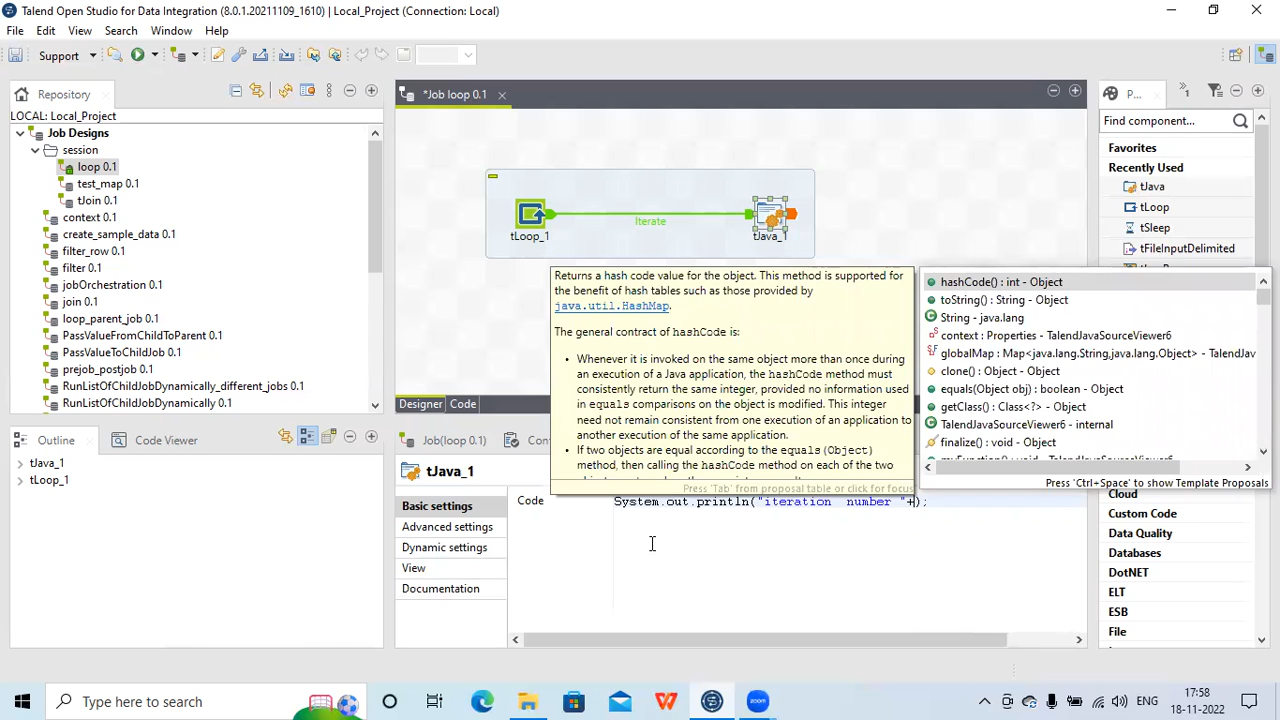 Talend Open Studio for Data Integration (8.0.1.20211109_1610) | Local_Project (Connection: Local)
File Edit View Search Window Help
Support
Repository
LOCAL: Local_Project
Job Designs
session
loop 0.1
test_map 0.1
tJoin 0.1
context 0.1
create_sample_data 0.1
filter_row 0.1
filter 0.1
jobOrchestration 0.1
join 0.1
loop_parent_job 0.1
PassValueFromChildToParent 0.1
PassValueToChildJob 0.1
prejob_postjob 0.1
RunListOfChildJobDynamically_different_jobs 0.1
RunListOfChildJobDynamically 0.1
*Job loop 0.1
Iterate
tLoop_1
tJava_1
Designer Code
P...
Find component...
Favorites
Recently Used
tJava
tLoop
tSleep
tFileInputDelimited
Returns a hash code value for the object. This method is supported for
the benefit of hash tables such as those provided by
java.util.HashMap.
The general contract of hashCode is:
• Whenever it is invoked on the same object more than once during
an execution of a Java application, the hashCode method must
consistently return the same integer, provided no information used
in equals comparisons on the object is modified. This integer
need not remain consistent from one execution of an application to
another execution of the same application.
• If two objects are equal according to the equals(Object)
method, then calling the hashCode method on each of the two
Press 'Tab' from proposal table or click for focus
hashCode() : int - Object
toString() : String - Object
String - java.lang
context : Properties - TalendJavaSourceViewer6
globalMap : Map<java.lang.String,java.lang.Object> - TalendJav
clone() : Object - Object
equals(Object obj) : boolean - Object
getClass() : Class<?> - Object
TalendJavaSourceViewer6 - internal
finalize() : void - Object
Press 'Ctrl+Space' to show Template Proposals
Outline
Code Viewer
tJava_1
tLoop_1
Job(loop 0.1)
tJava_1
Basic settings
Advanced settings
Dynamic settings
View
Documentation
Code
System.out.println("iteration  number "+);
Cloud
Custom Code
Data Quality
Databases
DotNET
ELT
ESB
File
Type here to search
zoom
ENG
17:58
18-11-2022